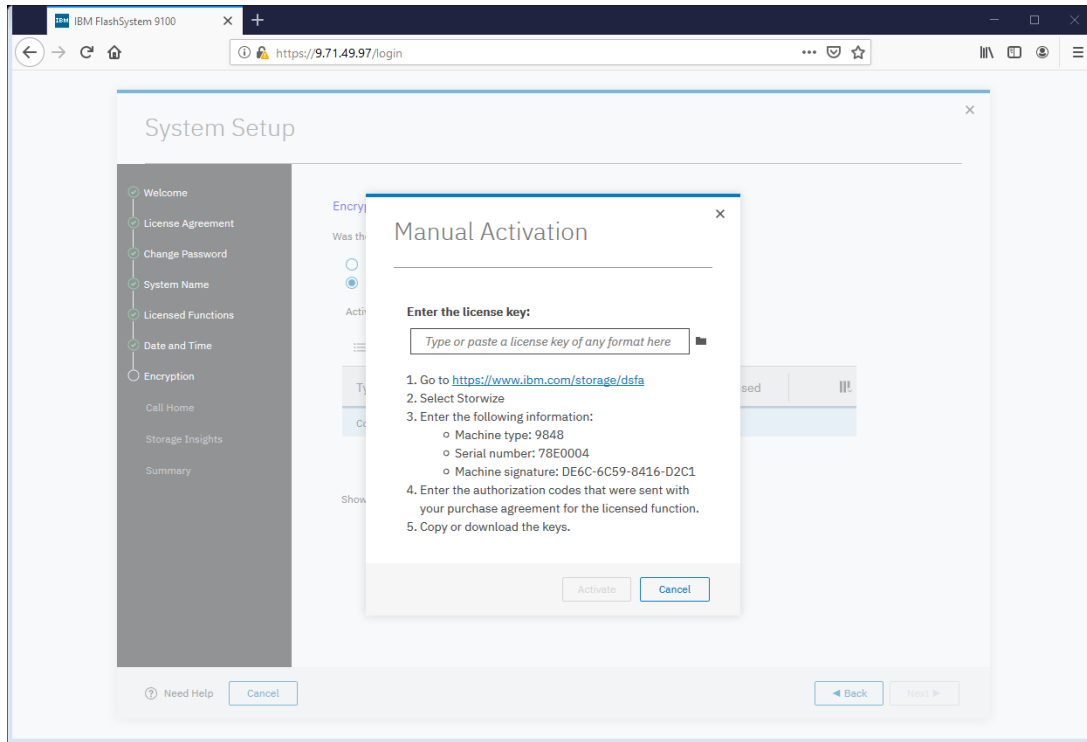 IBM FlashSystem 9100
https://9.71.49.97/login
System Setup
Welcome
License Agreement
Change Password
System Name
Licensed Functions
Date and Time
Encryption
Call Home
Storage Insights
Summary
Was
Manual Activation
Enter the license key:
Type or paste a license key of any format here
1. Go to https://www.ibm.com/storage/dsfa
2. Select Storwize
3. Enter the following information:
Machine type: 9848
Serial number: 78E0004
Machine signature: DE6C-6C59-8416-D2C1
4. Enter the authorization codes that were sent with
your purchase agreement for the licensed function.
5. Copy or download the keys.
Activate Cancel
Show
Need Help Cancel
Back Next